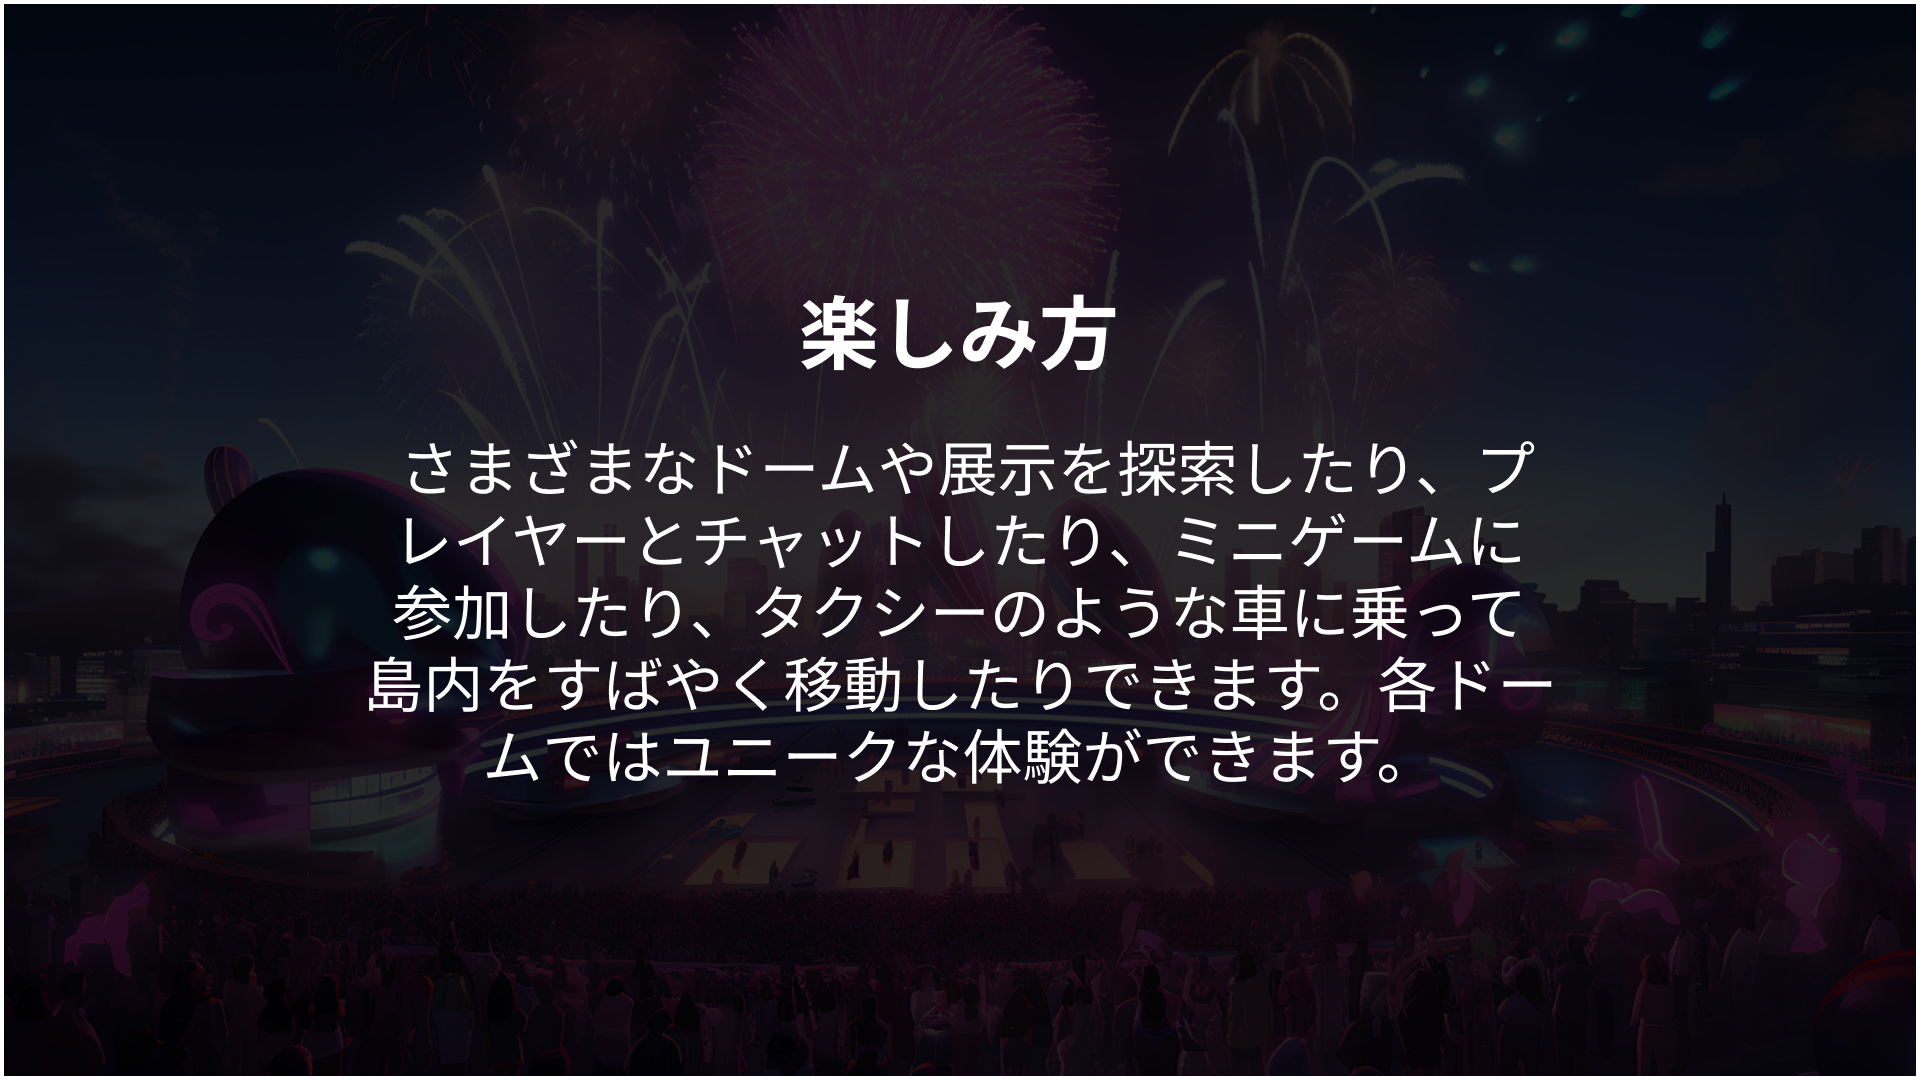 楽しみ方
さまざまなドームや展示を探索したり、プ
レイヤーとチャットしたり、ミニゲームに
参加したり、タクシーのような車に乗って
島内をすばやく移動したりできます。各ドー
ムではユニークな体験ができます。